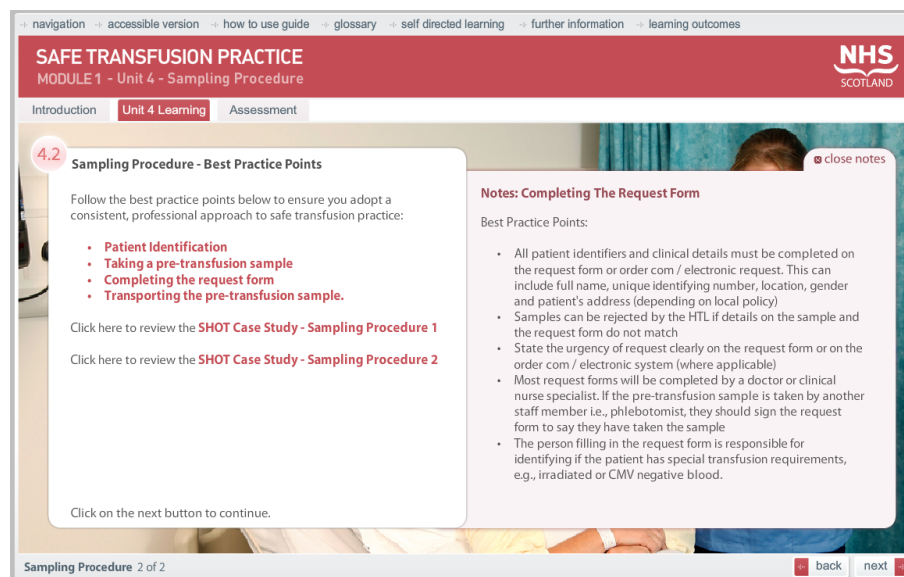 navigation accessible version how to use guide glossary self directed learning further information learning outcomes
SAFE TRANSFUSION PRACTICE
MODULE 1 - Unit 4 - Sampling Procedure
NHS
SCOTLAND
Introduction Unit 4 Learning Assessment
4.2
Sampling Procedure - Best Practice Points
Follow the best practice points below to ensure you adopt a
consistent, professional approach to safe transfusion practice:
• Patient Identification
• Taking a pre-transfusion sample
• Completing the request form
• Transporting the pre-transfusion sample.
Click here to review the SHOT Case Study - Sampling Procedure 1
Click here to review the SHOT Case Study - Sampling Procedure 2
Click on the next button to continue.
close notes
Notes: Completing The Request Form
Best Practice Points:
• All patient identifiers and clinical details must be completed on
the request form or order com / electronic request. This can
include full name, unique identifying number, location, gender
and patient's address (depending on local policy)
• Samples can be rejected by the HTL if details on the sample and
the request form do not match
• State the urgency of request clearly on the request form or on the
order com / electronic system (where applicable)
• Most request forms will be completed by a doctor or clinical
nurse specialist. If the pre-transfusion sample is taken by another
staff member i.e., phlebotomist, they should sign the request
form to say they have taken the sample
• The person filling in the request form is responsible for
identifying if the patient has special transfusion requirements,
e.g., irradiated or CMV negative blood.
Sampling Procedure 2 of 2
back next